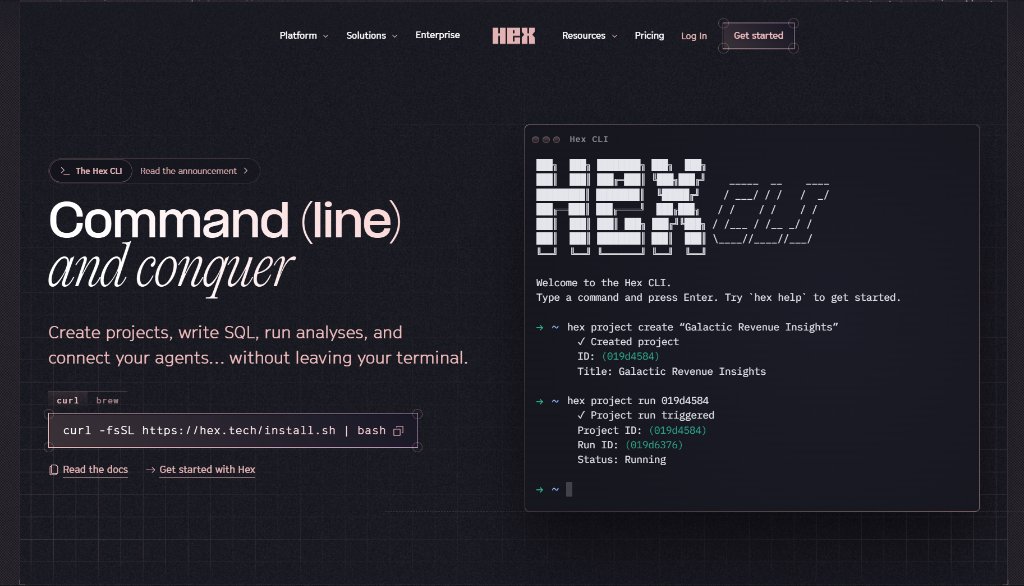 Platform
Solutions
Enterprise
HEX
Resources
Pricing
Log In
Get started
>_ The Hex CLI
Read the announcement >
Command (line)
and conquer
Create projects, write SQL, run analyses, and
connect your agents... without leaving your terminal.
curl brew
curl -fsSL https://hex.tech/install.sh | bash
Read the docs
→ Get started with Hex
Hex CLI
HEX CLI
Welcome to the Hex CLI.
Type a command and press Enter. Try `hex help` to get started.
→ ~ hex project create “Galactic Revenue Insights”
✓ Created project
ID: (019d4584)
Title: Galactic Revenue Insights
→ ~ hex project run 019d4584
✓ Project run triggered
Project ID: (019d4584)
Run ID: (019d6376)
Status: Running
→ ~